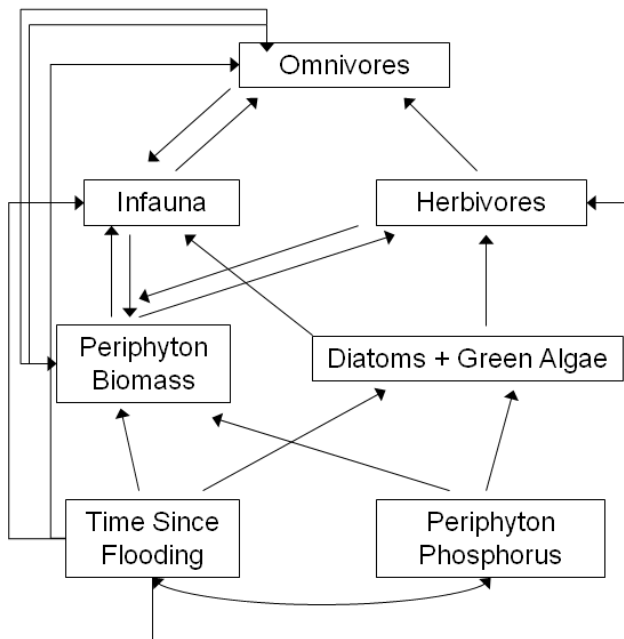 Omnivores
Infauna
Herbivores
Periphyton
Biomass
Diatoms + Green Algae
Time Since
Flooding
Periphyton
Phosphorus